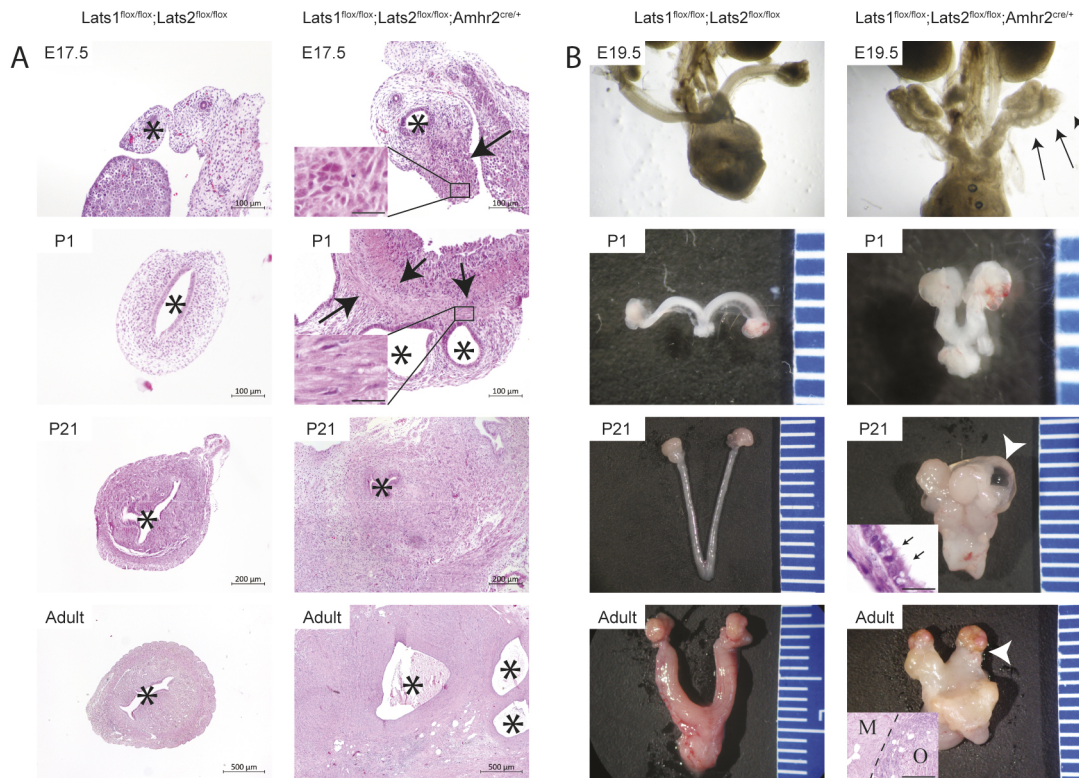 Lats1flox/flox;Lats2flox/flox
Lats1flox/flox;Lats2flox/flox;Amhr2cre/+
Lats1flox/flox;Lats2flox/flox
Lats1flox/flox;Lats2flox/flox;Amhr2cre/+
A
E17.5
E17.5
B
E19.5
E19.5
100 µm
100 µm
P1
P1
P1
P1
100 µm
100 µm
P21
P21
P21
P21
200 µm
200 µm
Adult
Adult
Adult
Adult
M
O
500 µm
500 µm